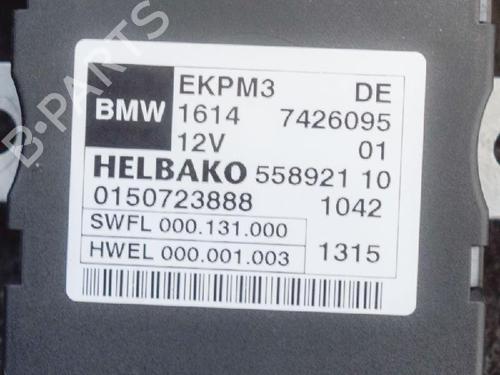 B-PARTS
BMW
EKPM3 DE
1614 7426095
12V 01
HELBAKO 558921 10
0150723888 1042
SWFL 000.131.000
HWEL 000.001.003 1315